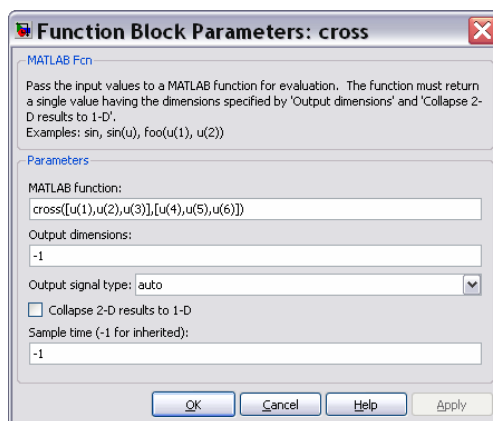 Function Block Parameters: cross
MATLAB Fcn
Pass the input values to a MATLAB function for evaluation. The function must return
a single value having the dimensions specified by 'Output dimensions' and 'Collapse 2-
D results to 1-D'.
Examples: sin, sin(u), foo(u(1), u(2))
Parameters
MATLAB function:
cross([u(1),u(2),u(3)],[u(4),u(5),u(6)])
Output dimensions:
-1
Output signal type: auto
Collapse 2-D results to 1-D
Sample time (-1 for inherited):
-1
OK Cancel Help Apply